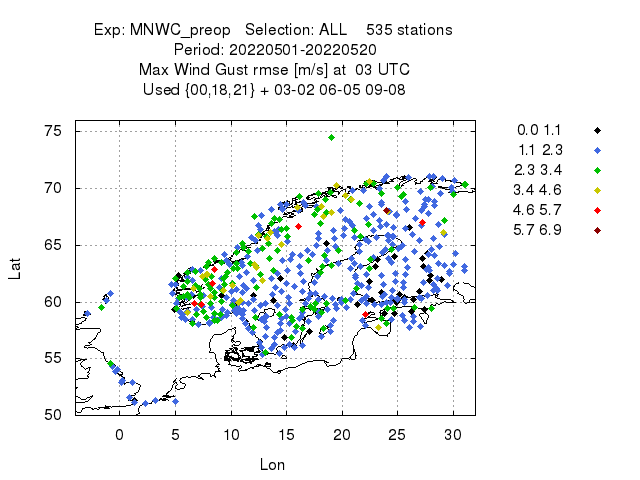 Exp: MNWC_preop   Selection: ALL    535 stations
Period: 20220501-20220520
Max Wind Gust rmse [m/s] at  03 UTC
Used {00,18,21} + 03-02 06-05 09-08
75
70
65
60
55
50
Lat
0 5 10 15 20 25 30
Lon
0.0 1.1
1.1 2.3
2.3 3.4
3.4 4.6
4.6 5.7
5.7 6.9